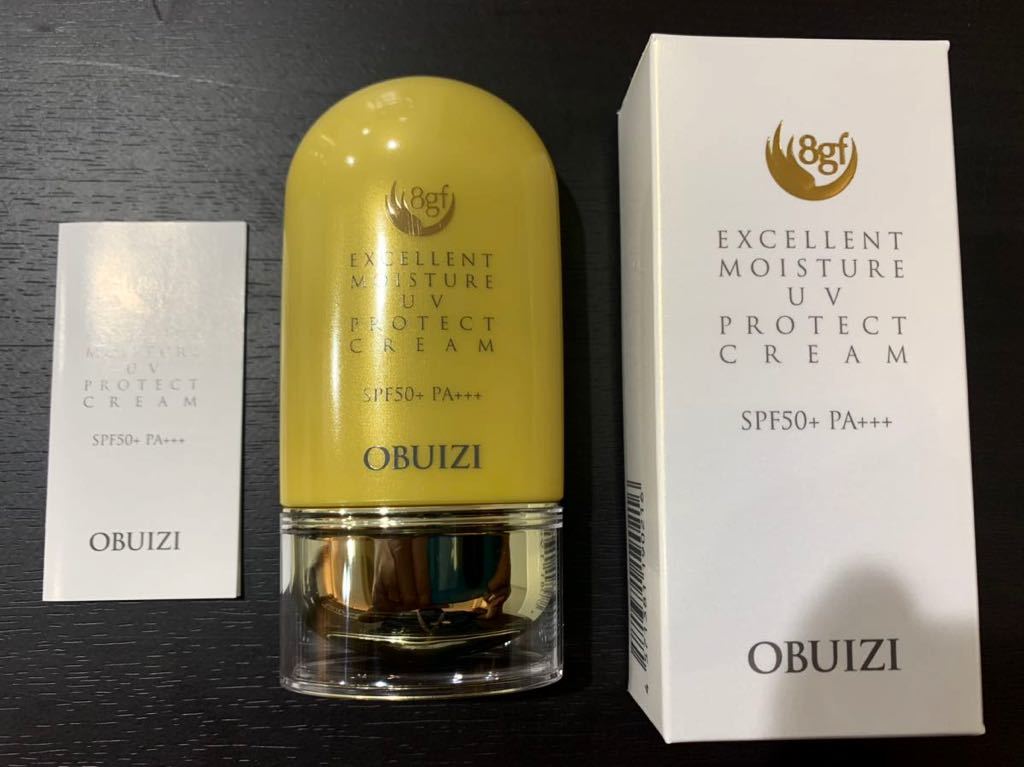 MOISTURE
UV
PROTECT
CREAM
SPF50+ PA+++
OBUIZI
8gf
EXCELLENT
MOISTURE
UV
PROTECT
CREAM
SPF50+ PA+++
OBUIZI
8gf
EXCELLENT
MOISTURE
UV
PROTECT
CREAM
SPF50+ PA+++
OBUIZI